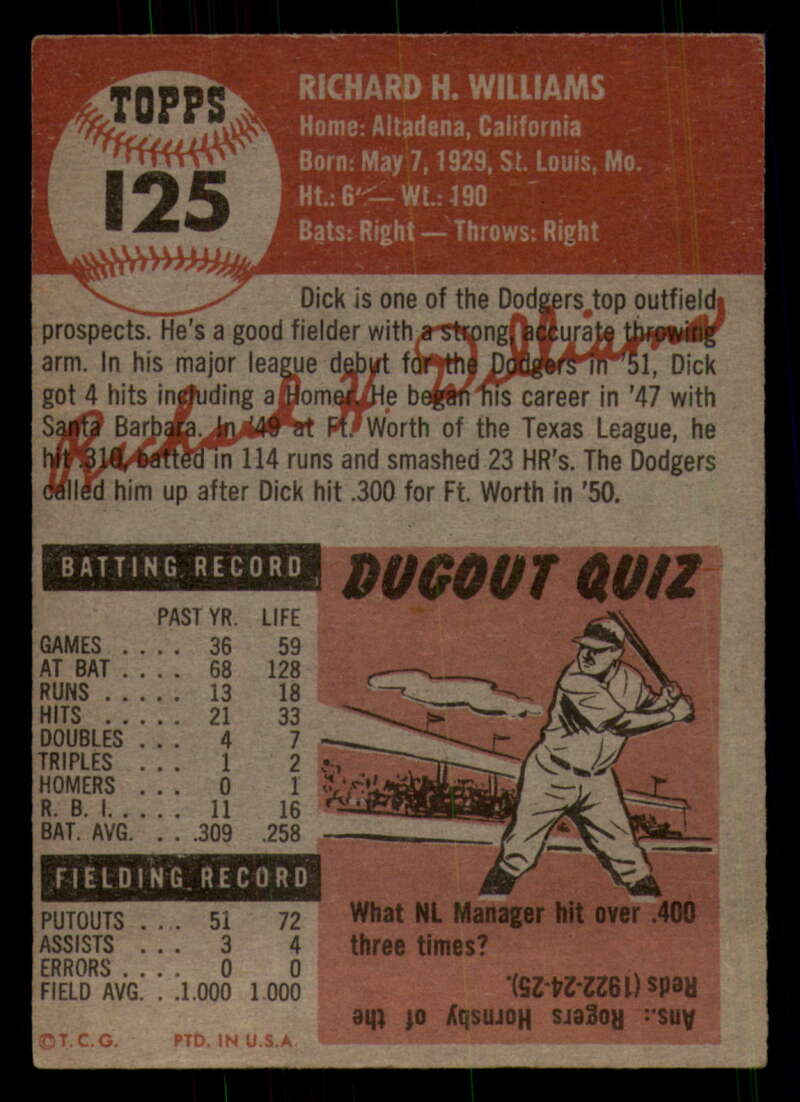 TOPPS
125
RICHARD H. WILLIAMS
Home: Altadena, California
Born: May 7, 1929, St. Louis, Mo.
Ht.: 6' — Wt.: 190
Bats: Right — Throws: Right
Dick is one of the Dodgers top outfield
prospects. He's a good fielder with a strong, accurate throwing
arm. In his major league debut for the Dodgers in '51, Dick
got 4 hits including a Homer. He began his career in '47 with
Santa Barbara. In '49 at Ft. Worth of the Texas League, he
hit .310, batted in 114 runs and smashed 23 HR's. The Dodgers
called him up after Dick hit .300 for Ft. Worth in '50.
BATTING RECORD
PAST YR. LIFE
GAMES . . . . 36 59
AT BAT . . . . 68 128
RUNS . . . . . 13 18
HITS . . . . . 21 33
DOUBLES . . . 4 7
TRIPLES . . . 1 2
HOMERS . . . 0 1
R. B. I. . . . . 11 16
BAT. AVG. . . .309 .258
FIELDING RECORD
PUTOUTS . . . 51 72
ASSISTS . . . 3 4
ERRORS . . . . 0 0
FIELD AVG. . .1.000 1.000
©T.C.G. PTD. IN U.S.A.
DUGOUT QUIZ
What NL Manager hit over .400
three times?
Ans.: Rogers Hornsby of the
Reds (1922-24-25).